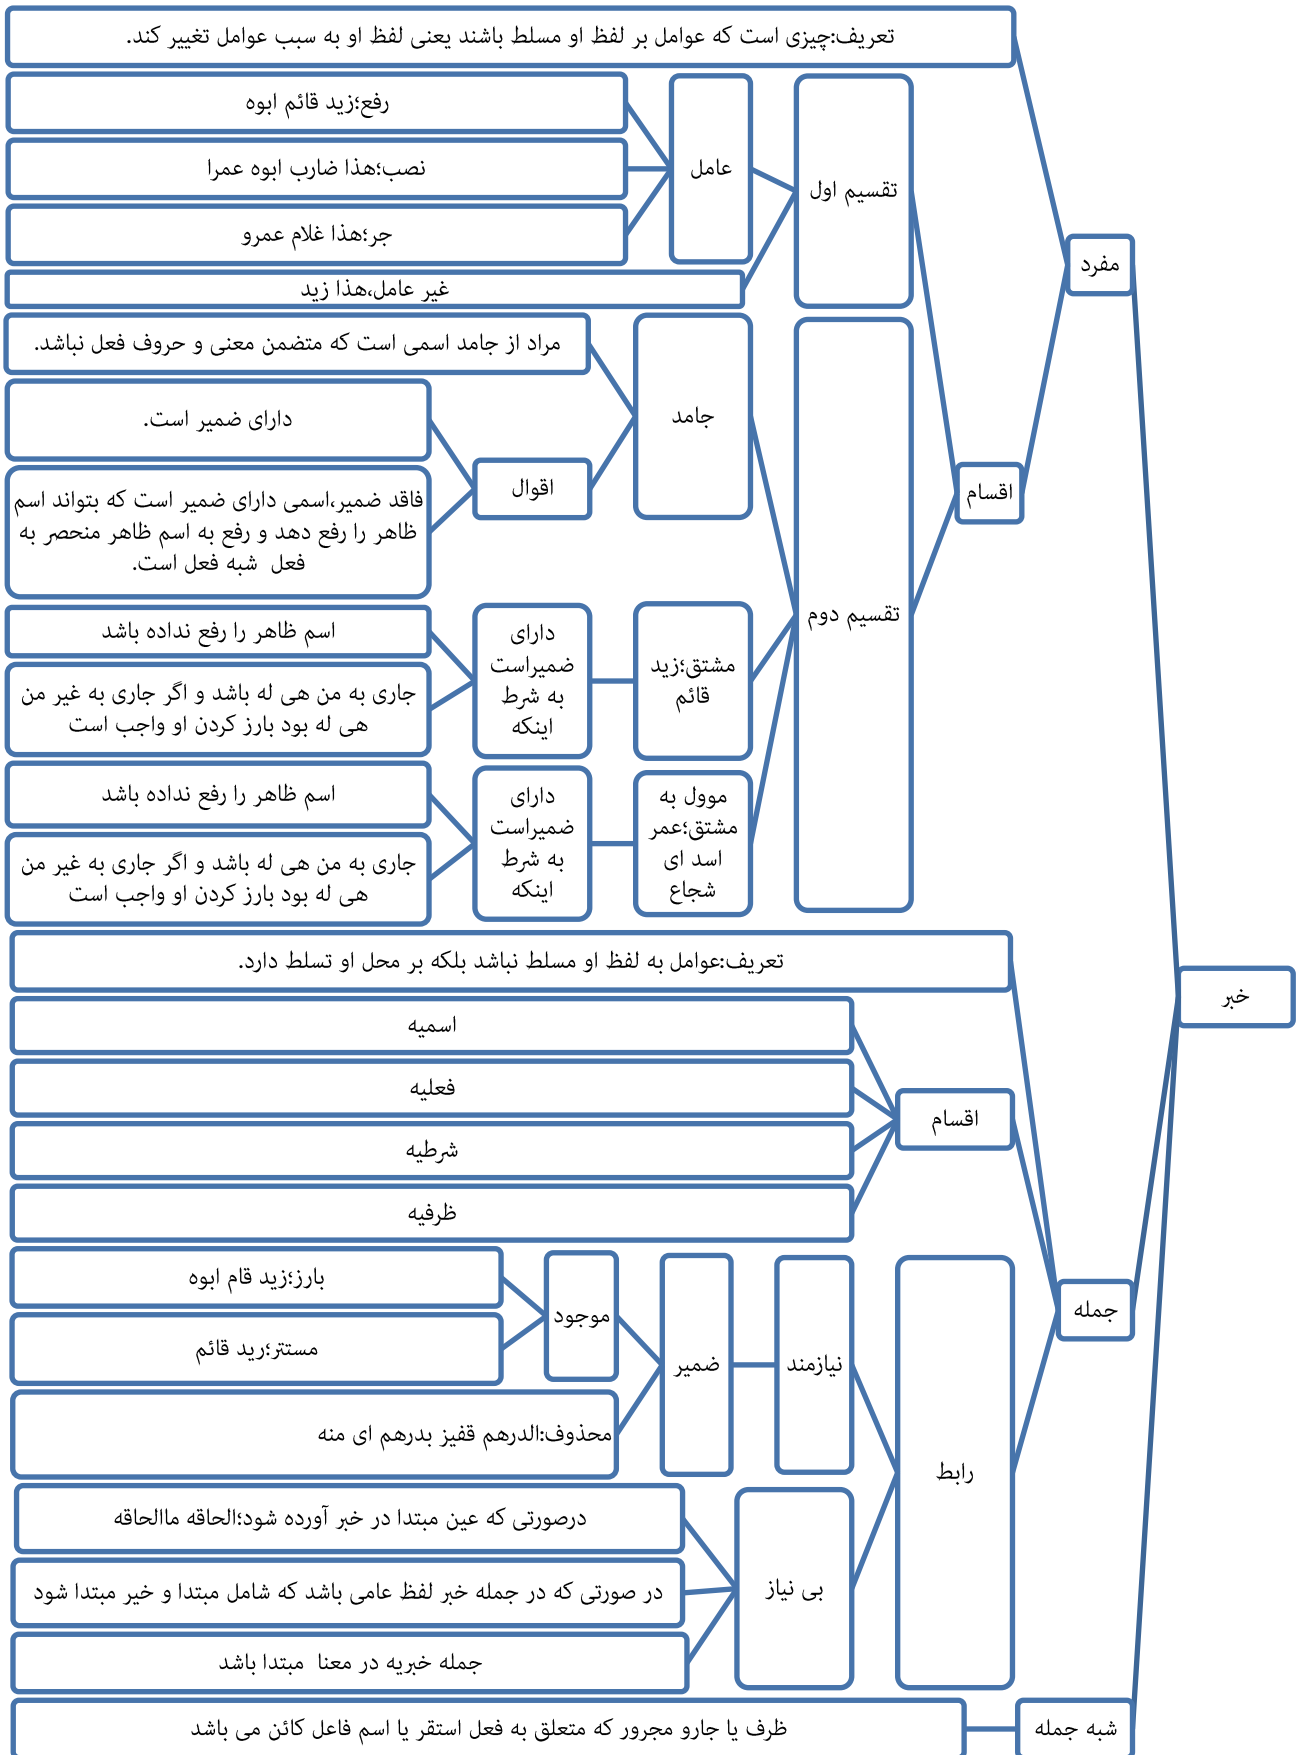 خبر
مفرد
تعریف:چیزی است که عوامل بر لفظ او مسلط باشند یعنی لفظ او به سبب عوامل تغییر کند.
اقسام
تقسیم اول
عامل
رفع؛زید قائم ابوه
نصب؛هذا ضارب ابوه عمرا
جر؛هذا غلام عمرو
غیر عامل،هذا زید
تقسیم دوم
جامد
مراد از جامد اسمی است که متضمن معنی و حروف فعل نباشد.
اقوال
دارای ضمیر است.
فاقد ضمیر،اسمی دارای ضمیر است که بتواند اسم
ظاهر را رفع دهد و رفع به اسم ظاهر منحصر به
فعل  شبه فعل است.
مشتق؛زید
قائم
دارای
ضمیراست
به شرط
اینکه
اسم ظاهر را رفع نداده باشد
جاری به من هی له باشد و اگر جاری به غیر من
هی له بود بارز کردن او واجب است
موول به
مشتق؛عمر
اسد ای
شجاع
دارای
ضمیراست
به شرط
اینکه
اسم ظاهر را رفع نداده باشد
جاری به من هی له باشد و اگر جاری به غیر من
هی له بود بارز کردن او واجب است
جمله
تعریف:عوامل به لفظ او مسلط نباشد بلکه بر محل او تسلط دارد.
اقسام
اسمیه
فعلیه
شرطیه
ظرفیه
رابط
نیازمند
ضمیر
موجود
بارز؛زید قام ابوه
مستتر؛رید قائم
محذوف:الدرهم قفیز بدرهم ای منه
بی نیاز
درصورتی که عین مبتدا در خبر آورده شود؛الحاقه ماالحاقه
در صورتی که در جمله خبر لفظ عامی باشد که شامل مبتدا و خیر مبتدا شود
جمله خبریه در معنا  مبتدا باشد
شبه جمله
ظرف یا جارو مجرور که متعلق به فعل استقر یا اسم فاعل کائن می باشد